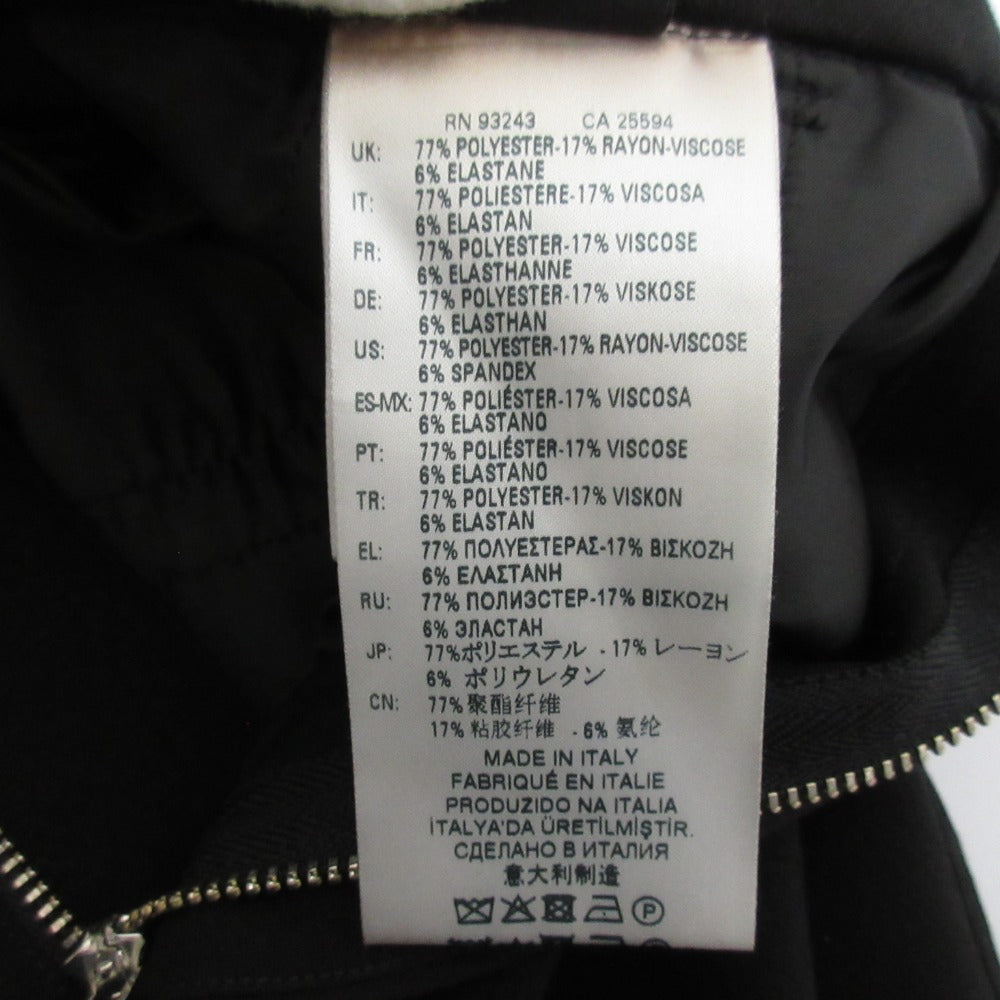 RN 93243 CA 25594
UK: 77% POLYESTER-17% RAYON-VISCOSE
6% ELASTANE
IT: 77% POLIESTERE-17% VISCOSA
6% ELASTAN
FR: 77% POLYESTER-17% VISCOSE
6% ELASTHANNE
DE: 77% POLYESTER-17% VISKOSE
6% ELASTHAN
US: 77% POLYESTER-17% RAYON-VISCOSE
6% SPANDEX
ES-MX: 77% POLIÉSTER-17% VISCOSA
6% ELASTANO
PT: 77% POLIÉSTER-17% VISCOSE
6% ELASTANO
TR: 77% POLYESTER-17% VISKON
6% ELASTAN
EL: 77% ΠΟΛΥΕΣΤΕΡΑΣ-17% ΒΙΣΚΟΖΗ
6% ΕΛΑΣΤΑΝΗ
RU: 77% ПОЛИЭСТЕР-17% ΒΙΣΚΟΖΗ
6% ЭЛАСТАН
JP: 77%ポリエステル - 17% レーヨン
6% ポリウレタン
CN: 77% 聚酯纤维
17% 粘胶纤维 - 6% 氨纶
MADE IN ITALY
FABRIQUÉ EN ITALIE
PRODUZIDO NA ITALIA
İTALYA'DA ÜRETİLMİŞTİR.
СДЕЛАНО В ИТАЛИЯ
意大利制造
P